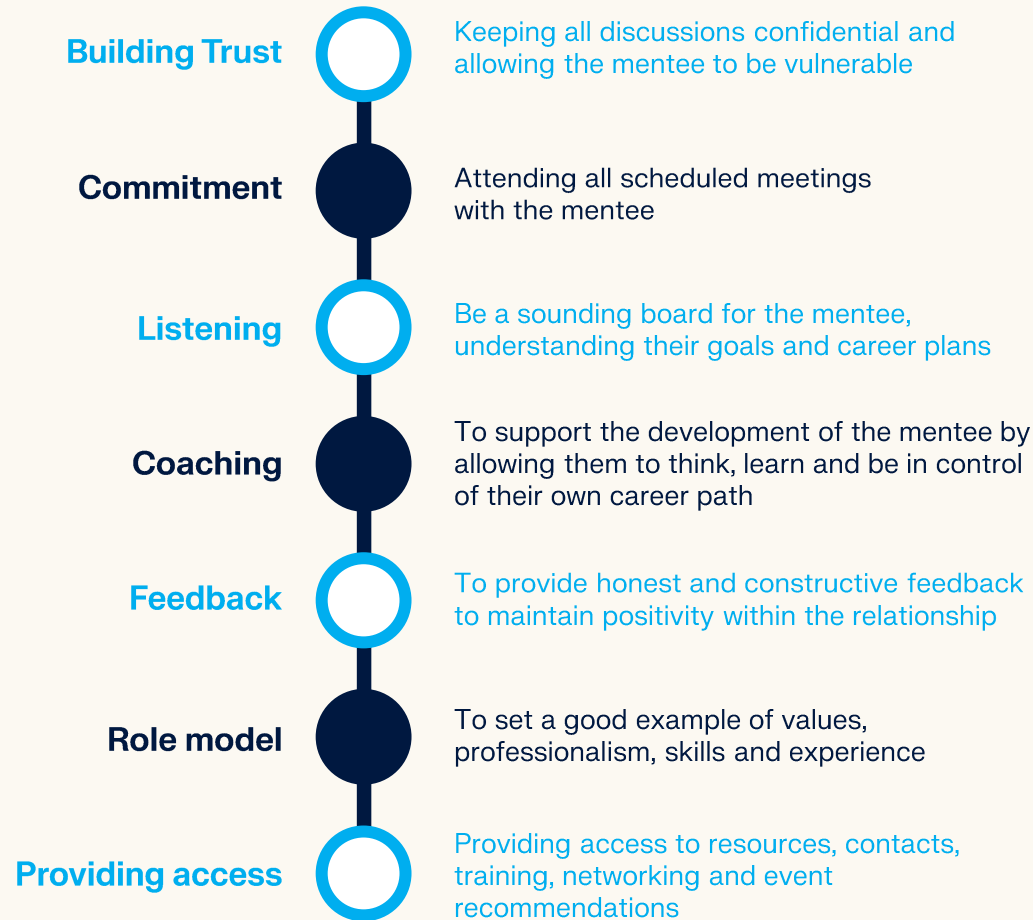 Building Trust
Keeping all discussions confidential and
allowing the mentee to be vulnerable
Commitment
Attending all scheduled meetings
with the mentee
Listening
Be a sounding board for the mentee,
understanding their goals and career plans
Coaching
To support the development of the mentee by
allowing them to think, learn and be in control
of their own career path
Feedback
To provide honest and constructive feedback
to maintain positivity within the relationship
Role model
To set a good example of values,
professionalism, skills and experience
Providing access
Providing access to resources, contacts,
training, networking and event
recommendations